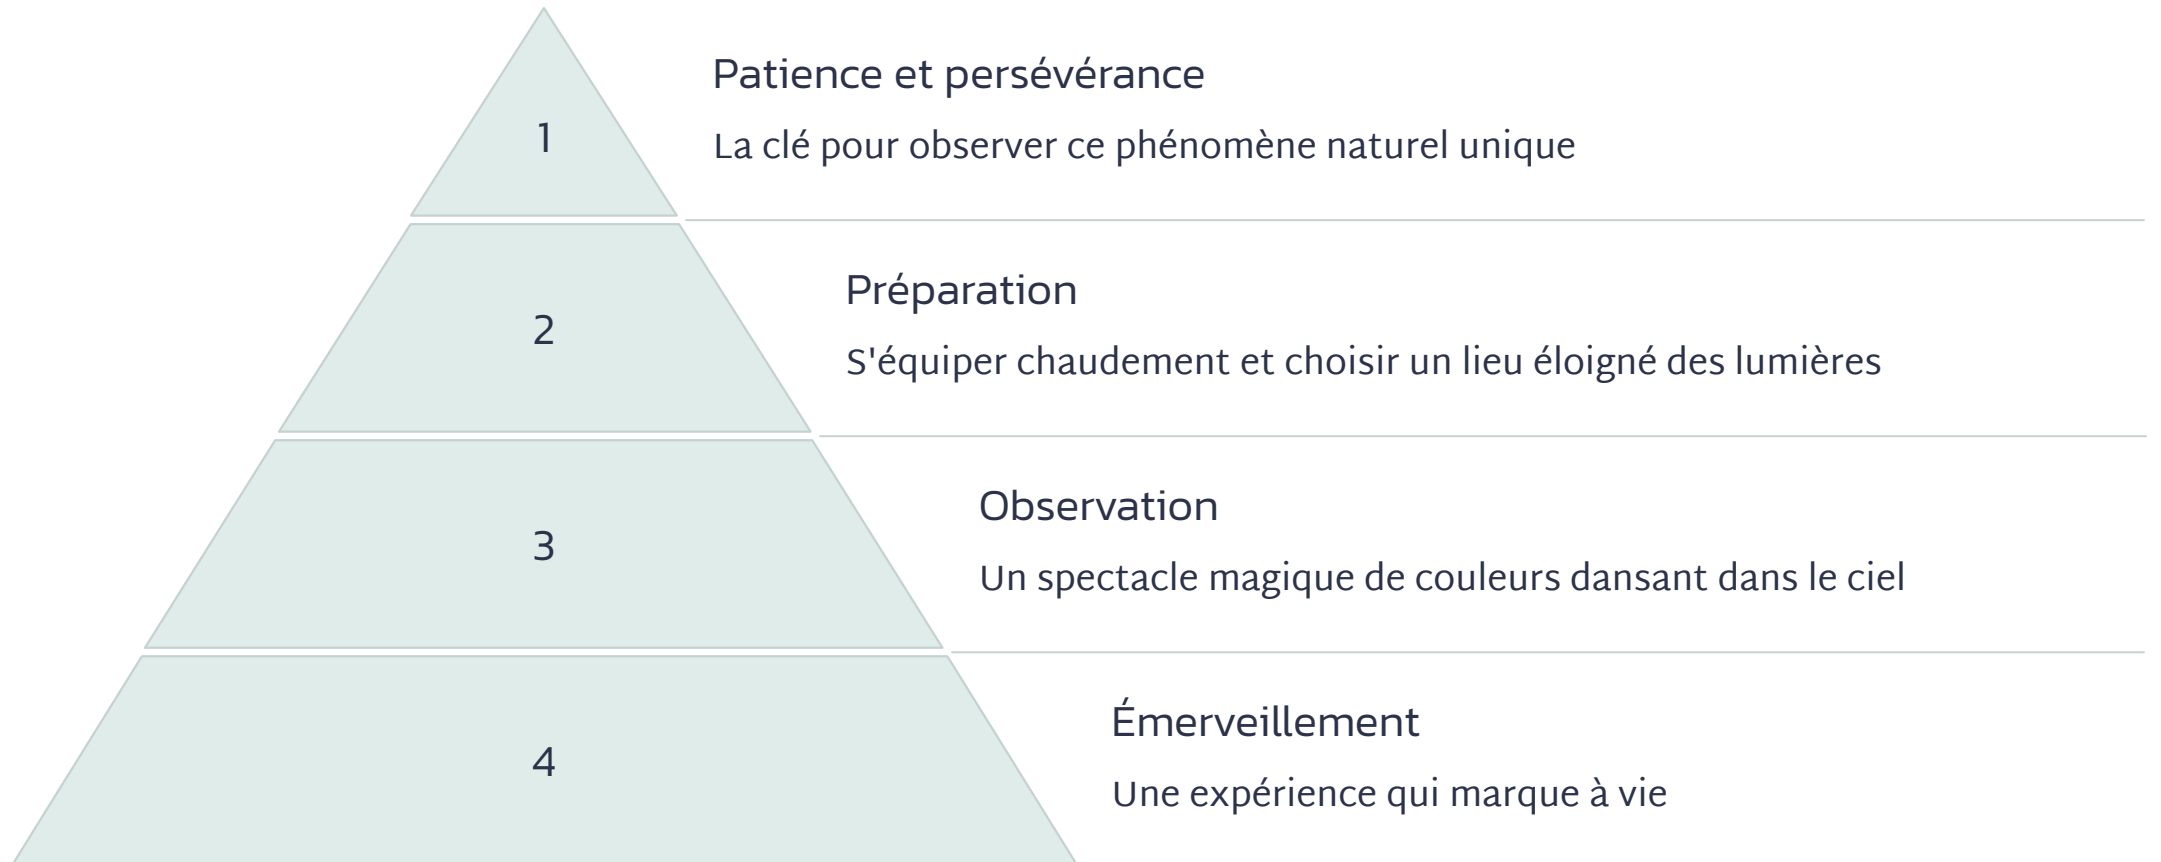 1
Patience et persévérance
La clé pour observer ce phénomène naturel unique
2
Préparation
S'équiper chaudement et choisir un lieu éloigné des lumières
3
Observation
Un spectacle magique de couleurs dansant dans le ciel
4
Émerveillement
Une expérience qui marque à vie